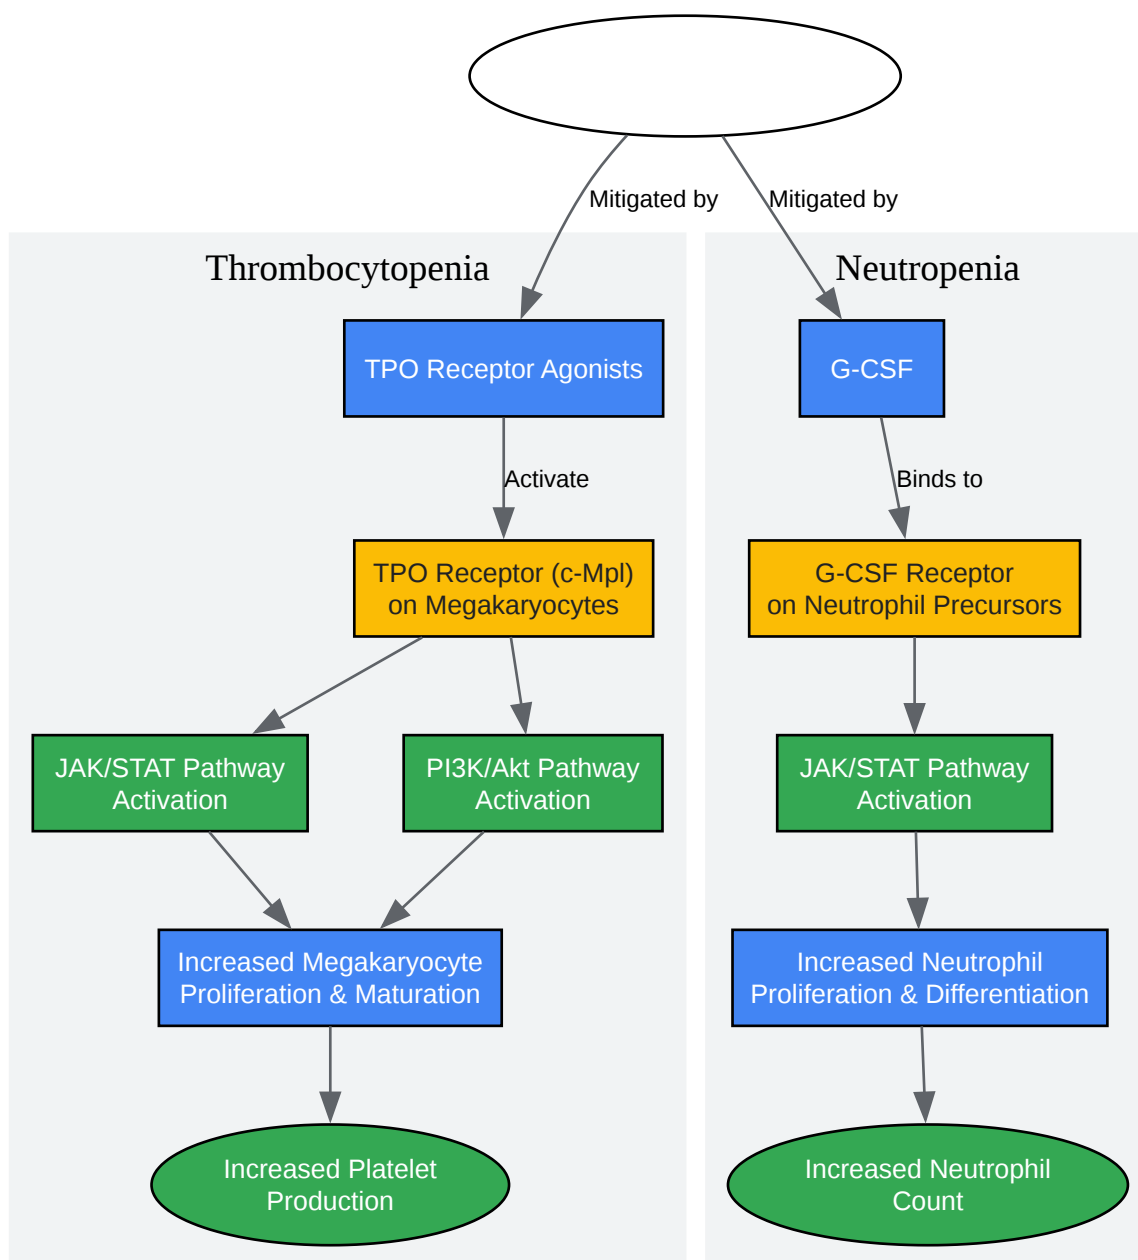 Mitigated by
Mitigated by
Thrombocytopenia
Neutropenia
TPO Receptor Agonists
G-CSF
Activate
Binds to
TPO Receptor (c-Mpl)
on Megakaryocytes
G-CSF Receptor
on Neutrophil Precursors
JAK/STAT Pathway
Activation
PI3K/Akt Pathway
Activation
JAK/STAT Pathway
Activation
Increased Megakaryocyte
Proliferation & Maturation
Increased Neutrophil
Proliferation & Differentiation
Increased Platelet
Production
Increased Neutrophil
Count